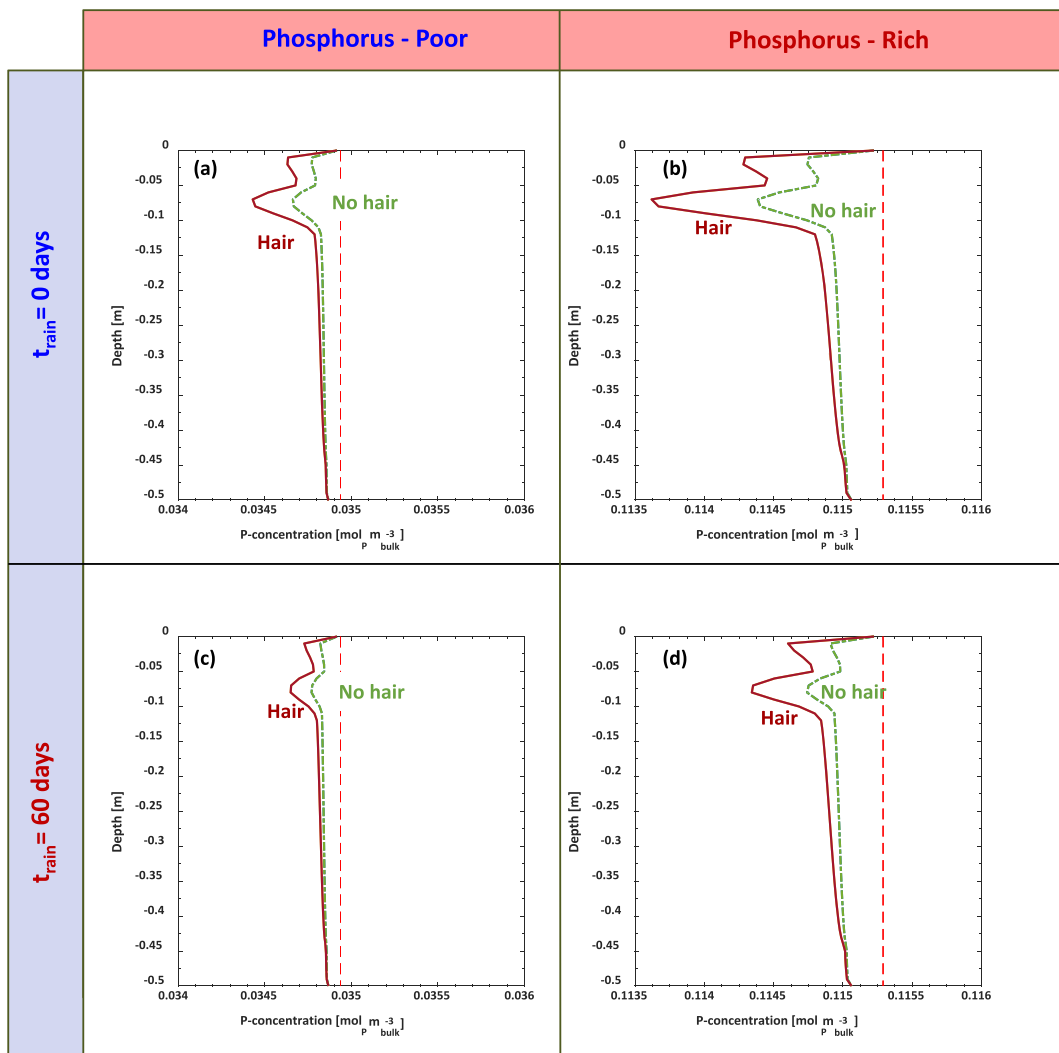 Phosphorus - Poor
Phosphorus - Rich
t_rain= 0 days
(a)
0
-0.05
-0.1
-0.15
-0.2
-0.25
-0.3
-0.35
-0.4
-0.45
-0.5
Depth [m]
No hair
Hair
0.034
0.0345
0.035
0.0355
0.036
P-concentration [mol_P m^-3_bulk]
(b)
0
-0.05
-0.1
-0.15
-0.2
-0.25
-0.3
-0.35
-0.4
-0.45
-0.5
Depth [m]
No hair
Hair
0.1135
0.114
0.1145
0.115
0.1155
0.116
P-concentration [mol_P m^-3_bulk]
t_rain= 60 days
(c)
0
-0.05
-0.1
-0.15
-0.2
-0.25
-0.3
-0.35
-0.4
-0.45
-0.5
Depth [m]
No hair
Hair
0.034
0.0345
0.035
0.0355
0.036
P-concentration [mol_P m^-3_bulk]
(d)
0
-0.05
-0.1
-0.15
-0.2
-0.25
-0.3
-0.35
-0.4
-0.45
-0.5
Depth [m]
No hair
Hair
0.1135
0.114
0.1145
0.115
0.1155
0.116
P-concentration [mol_P m^-3_bulk]